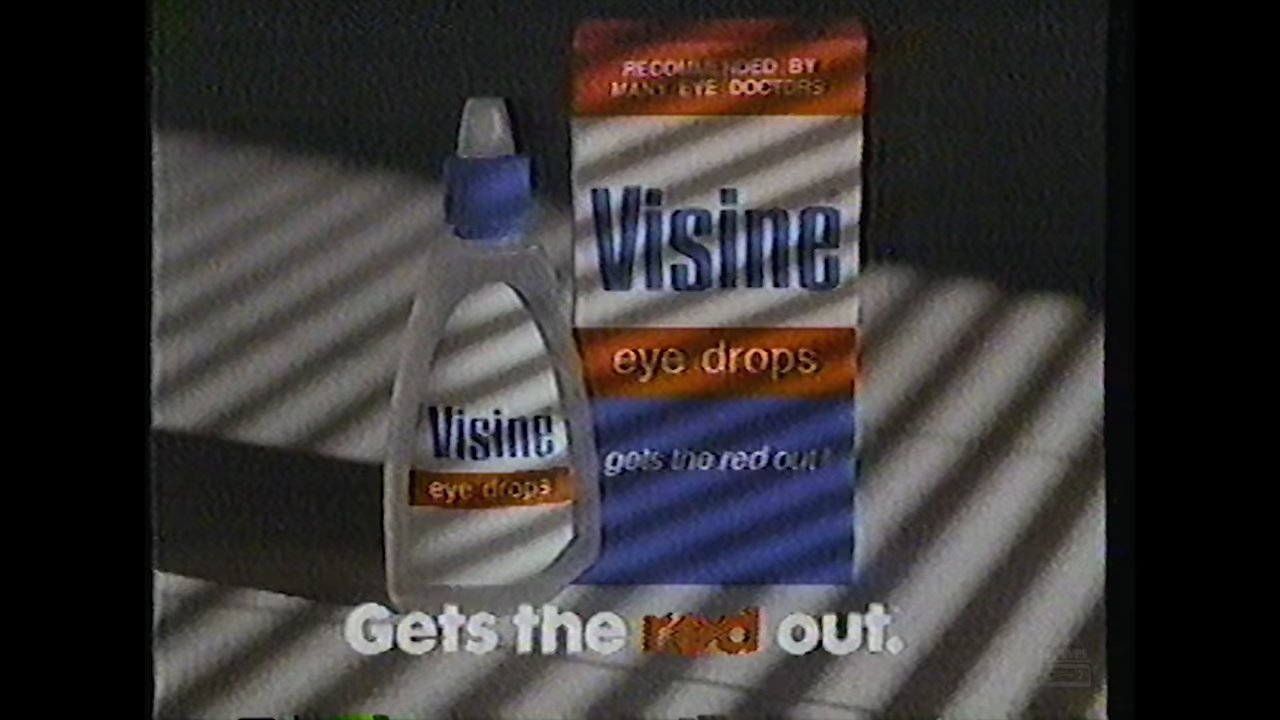 RECOMMENDED BY
MANY EYE DOCTORS
Visine
eye drops
gets the red out
Visine
eye drops
Gets the red out.